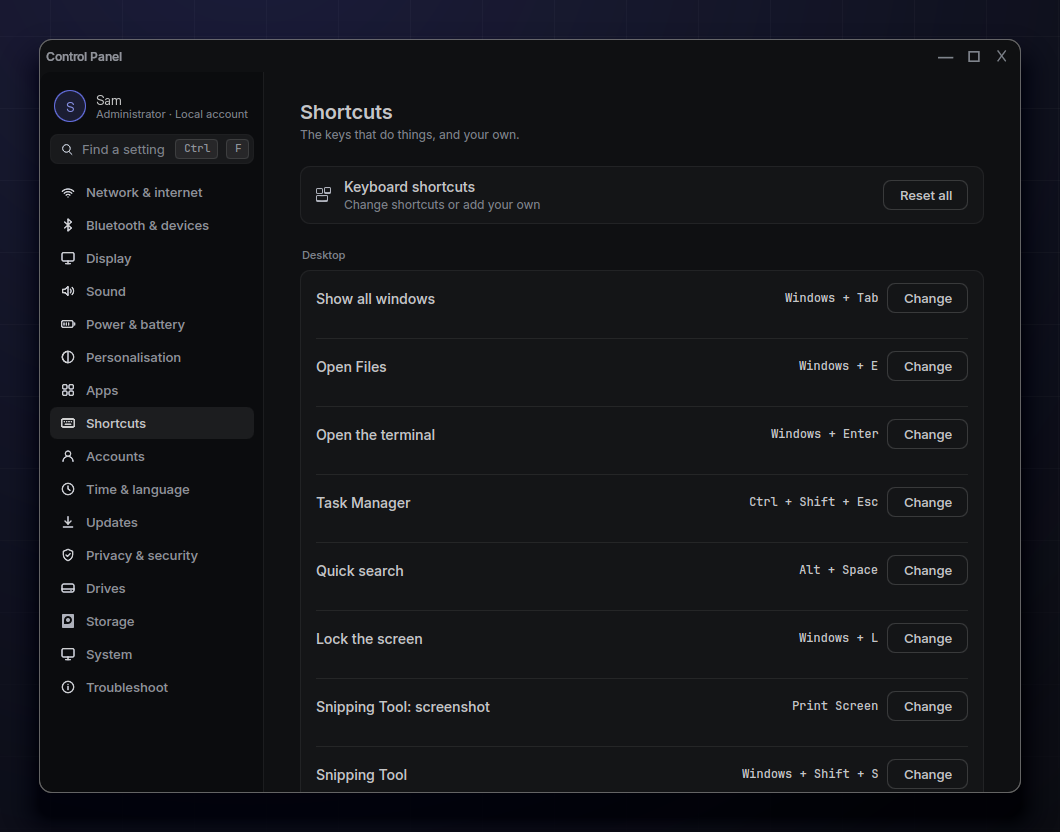 Control Panel
S
Sam
Administrator · Local account
Find a setting Ctrl F
Network & internet
Bluetooth & devices
Display
Sound
Power & battery
Personalisation
Apps
Shortcuts
Accounts
Time & language
Updates
Privacy & security
Drives
Storage
System
Troubleshoot
Shortcuts
The keys that do things, and your own.
Keyboard shortcuts
Change shortcuts or add your own
Reset all
Desktop
Show all windows Windows + Tab Change
Open Files Windows + E Change
Open the terminal Windows + Enter Change
Task Manager Ctrl + Shift + Esc Change
Quick search Alt + Space Change
Lock the screen Windows + L Change
Snipping Tool: screenshot Print Screen Change
Snipping Tool Windows + Shift + S Change